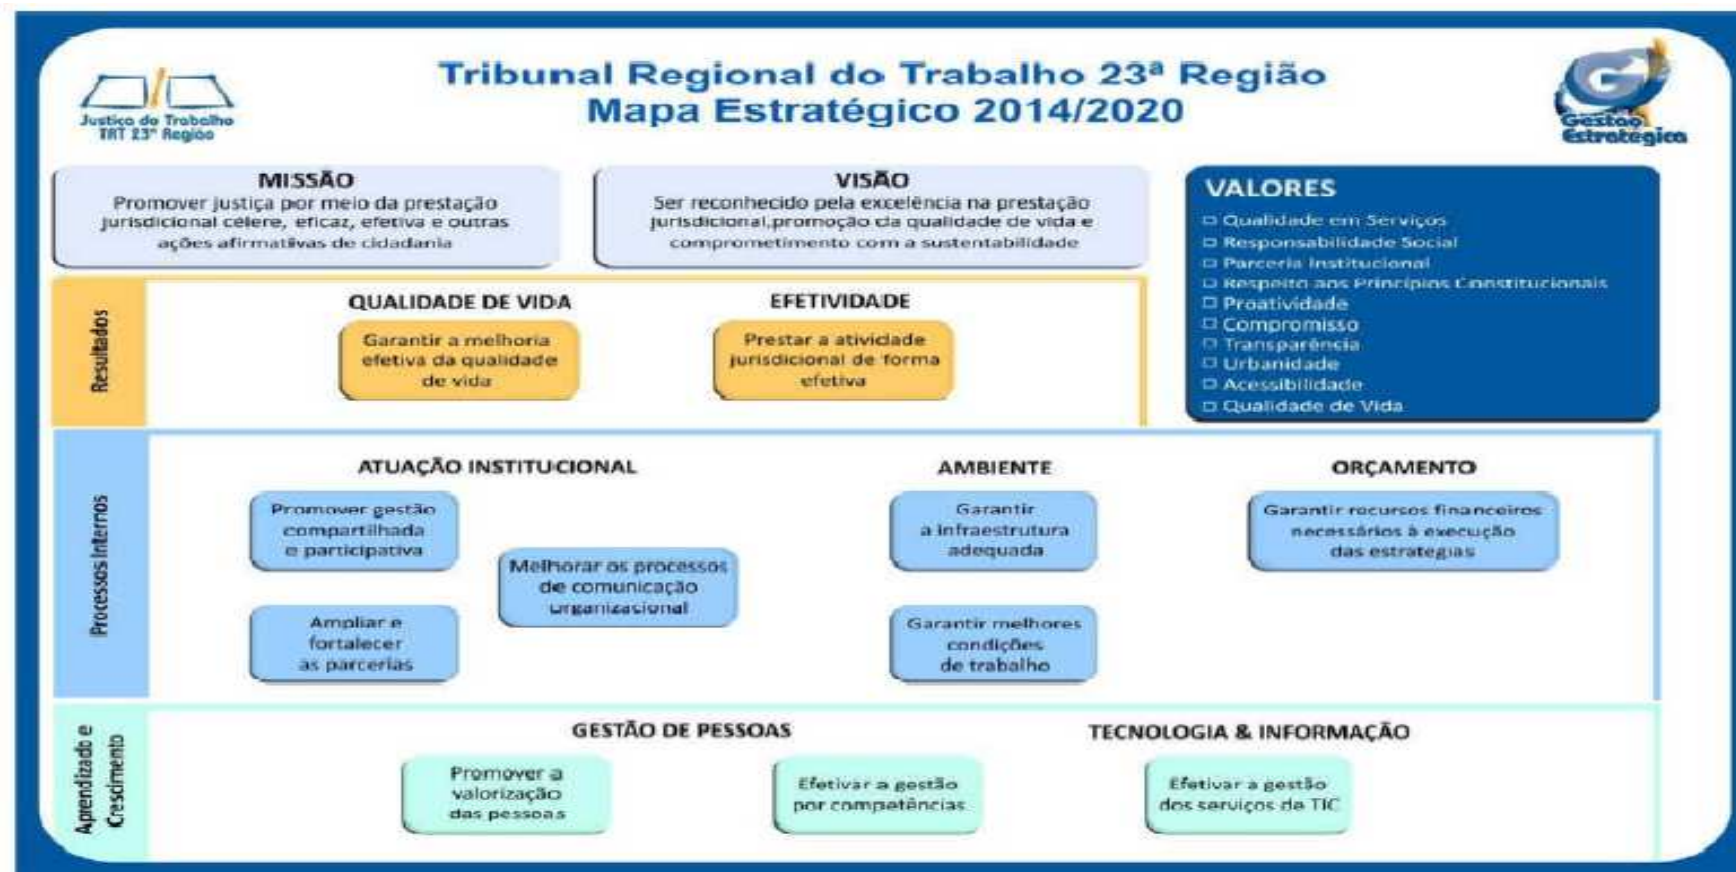 Justiça do Trabalho
TRT 23ª Região
Tribunal Regional do Trabalho 23ª Região
Mapa Estratégico 2014/2020
G
Gestão
Estratégica
MISSÃO
Promover justiça por meio da prestação
jurisdicional célere, eficaz, efetiva e outras
ações afirmativas de cidadania
VISÃO
Ser reconhecido pela excelência na prestação
jurisdicional,promoção da qualidade de vida e
comprometimento com a sustentabilidade
VALORES
Qualidade em Serviços
Responsabilidade Social
Parceria Institucional
Respeito aos Princípios Constitucionais
Proatividade
Compromisso
Transparência
Urbanidade
Acessibilidade
Qualidade de Vida
Resultados
QUALIDADE DE VIDA
Garantir a melhoria
efetiva da qualidade
de vida
EFETIVIDADE
Prestar a atividade
jurisdicional de forma
efetiva
Processos Internos
ATUAÇÃO INSTITUCIONAL
Promover gestão
compartilhada
e participativa
Melhorar os processos
de comunicação
organizacional
Ampliar e
fortalecer
as parcerias
AMBIENTE
Garantir
a infraestrutura
adequada
Garantir melhores
condições
de trabalho
ORÇAMENTO
Garantir recursos financeiros
necessários à execução
das estrategias
Aprendizado e
Crescimento
GESTÃO DE PESSOAS
Promover a
valorização
das pessoas
Efetivar a gestão
por competências
TECNOLOGIA & INFORMAÇÃO
Efetivar a gestão
dos serviços de TIC